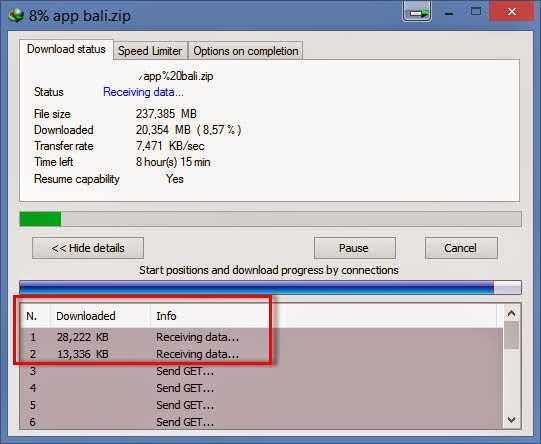 8% app bali.zip
Download status Speed Limiter Options on completion
/app%20bali.zip
Status Receiving data...
File size 237,385 MB
Downloaded 20,354 MB ( 8,57 % )
Transfer rate 7,471 KB/sec
Time left 8 hour(s) 15 min
Resume capability Yes
<< Hide details Pause Cancel
Start positions and download progress by connections
N. Downloaded Info
1 28,222 KB Receiving data...
2 13,336 KB Receiving data...
3 Send GET...
4 Send GET...
5 Send GET...
6 Send GET...